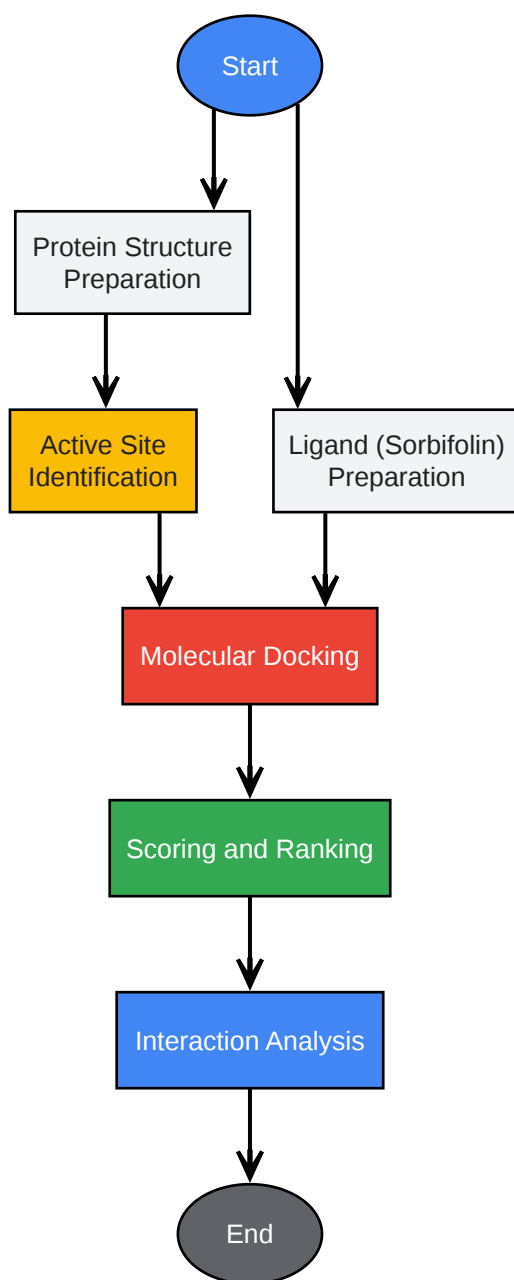 Start
Protein Structure
Preparation
Active Site
Identification
Ligand (Sorbifolin)
Preparation
Molecular Docking
Scoring and Ranking
Interaction Analysis
End